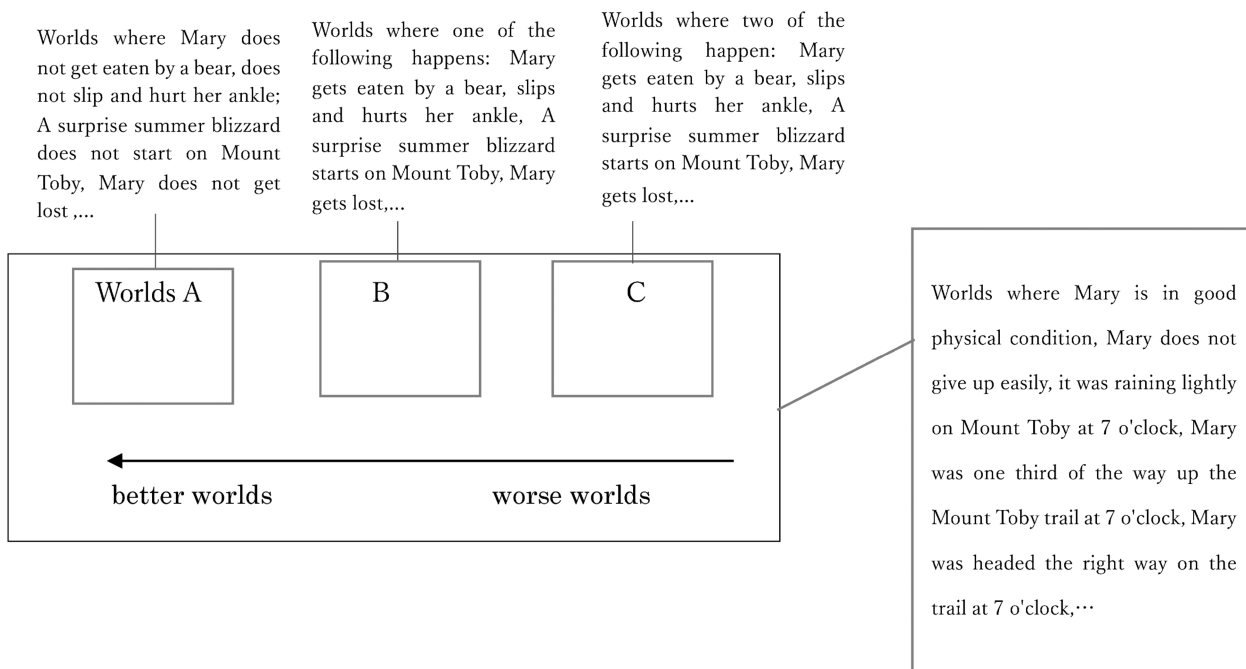 Worlds where Mary does
not get eaten by a bear, does
not slip and hurt her ankle;
A surprise summer blizzard
does not start on Mount
Toby, Mary does not get
lost ,...
Worlds where one of the
following happens: Mary
gets eaten by a bear, slips
and hurts her ankle, A
surprise summer blizzard
starts on Mount Toby, Mary
gets lost,...
Worlds where two of the
following happen: Mary
gets eaten by a bear, slips
and hurts her ankle, A
surprise summer blizzard
starts on Mount Toby, Mary
gets lost,...
Worlds A
B
C
better worlds
worse worlds
Worlds where Mary is in good
physical condition, Mary does not
give up easily, it was raining lightly
on Mount Toby at 7 o'clock, Mary
was one third of the way up the
Mount Toby trail at 7 o'clock, Mary
was headed the right way on the
trail at 7 o'clock,⋯